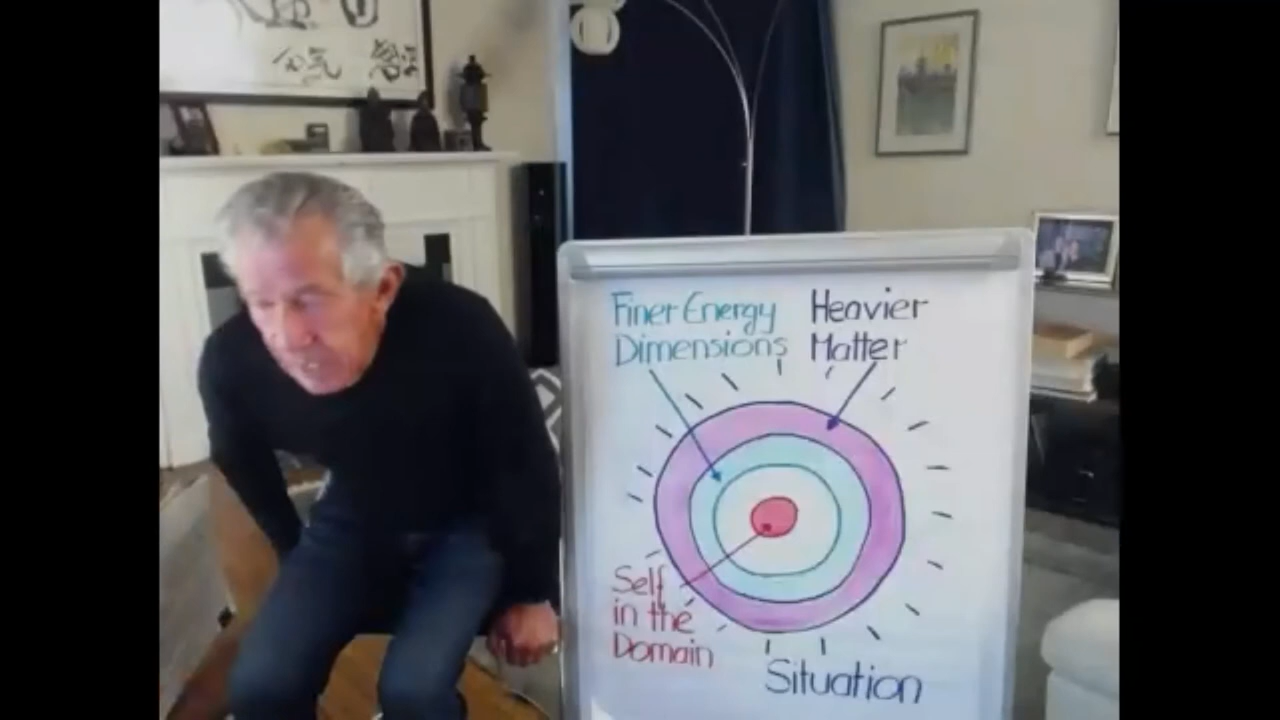 Finer Energy
Dimensions
Heavier
Matter
Self
in the
Domain
Situation